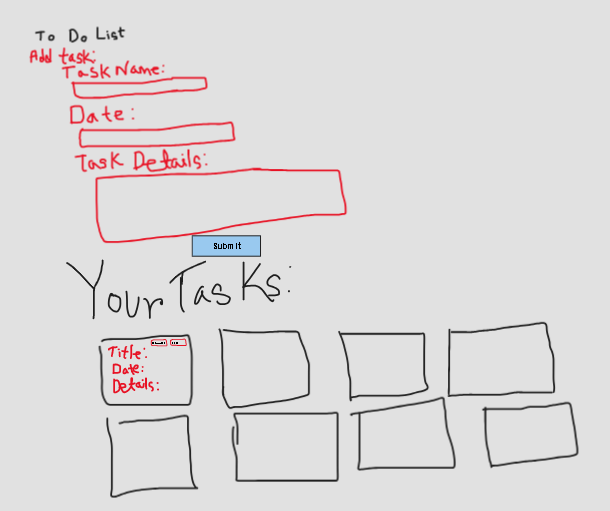 To Do List
Add task:
Task Name:
Date:
Task Details:
Submit
Your Tasks:
Title:
Date:
Details: